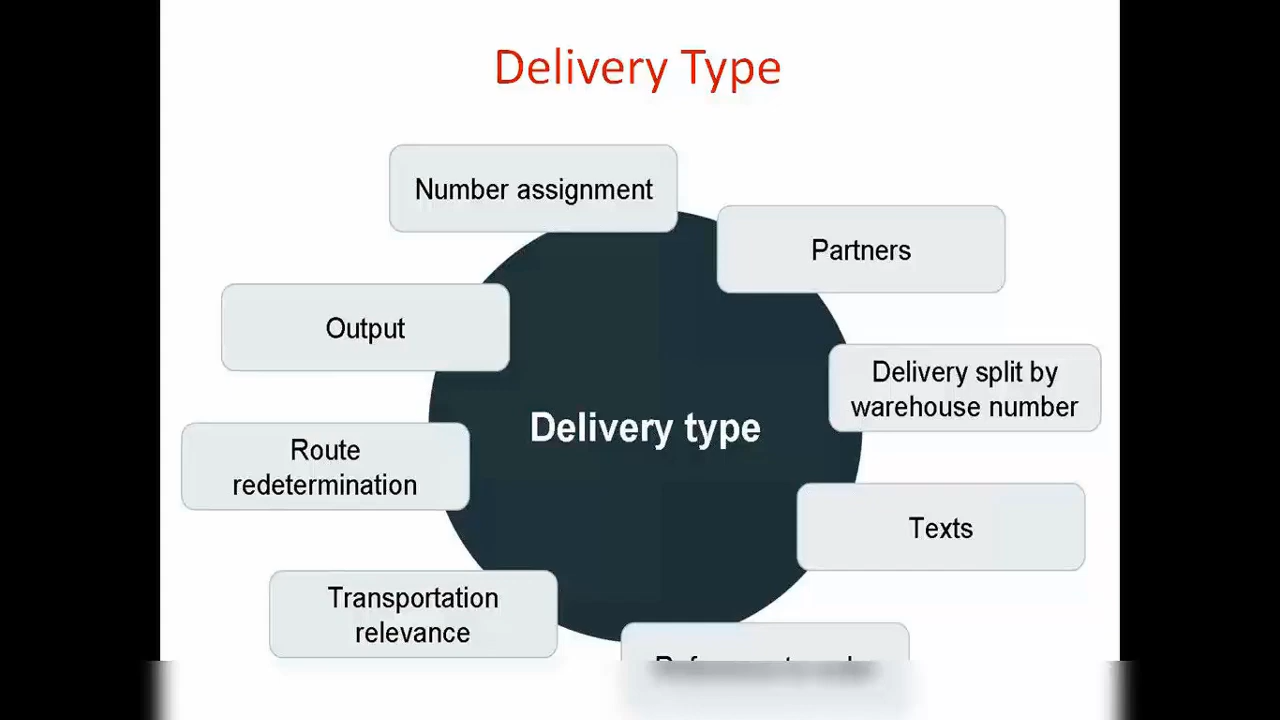 Delivery Type
Number assignment
Partners
Output
Delivery split by
warehouse number
Delivery type
Route
redetermination
Texts
Transportation
relevance